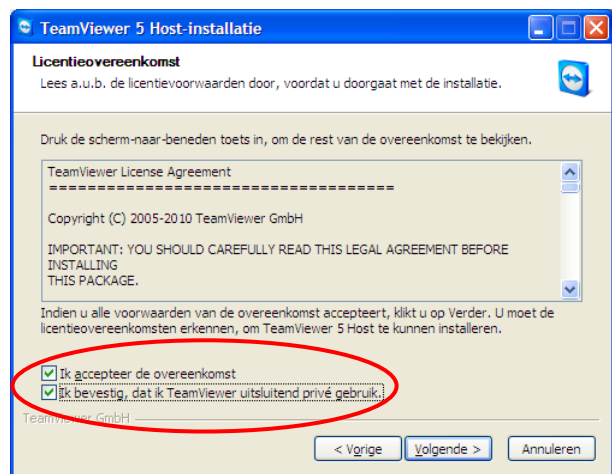 TeamViewer 5 Host-installatie
Licentieovereenkomst
Lees a.u.b. de licentievoorwaarden door, voordat u doorgaat met de installatie.
Druk de scherm-naar-beneden toets in, om de rest van de overeenkomst te bekijken.
TeamViewer License Agreement
====================================
Copyright (C) 2005-2010 TeamViewer GmbH
IMPORTANT: YOU SHOULD CAREFULLY READ THIS LEGAL AGREEMENT BEFORE
INSTALLING
THIS PACKAGE.
Indien u alle voorwaarden van de overeenkomst accepteert, klikt u op Verder. U moet de
licentieovereenkomsten erkennen, om TeamViewer 5 Host te kunnen installeren.
Ik accepteer de overeenkomst
Ik bevestig, dat ik TeamViewer uitsluitend privé gebruik.
TeamViewer GmbH
< Vorige Volgende > Annuleren